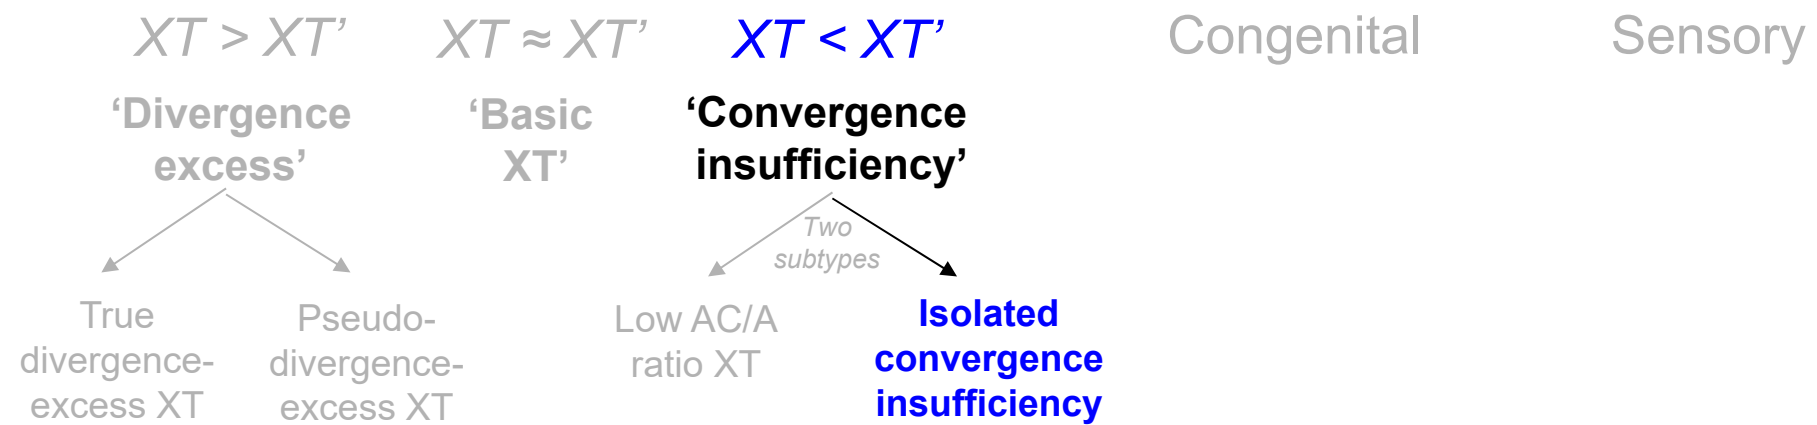 XT > XT’ XT ≈ XT’ XT < XT’ Congenital Sensory
‘Divergence
excess’
‘Basic
XT’
‘Convergence
insufficiency’
Two
subtypes
True
divergence-
excess XT
Pseudo-
divergence-
excess XT
Low AC/A
ratio XT
Isolated
convergence
insufficiency